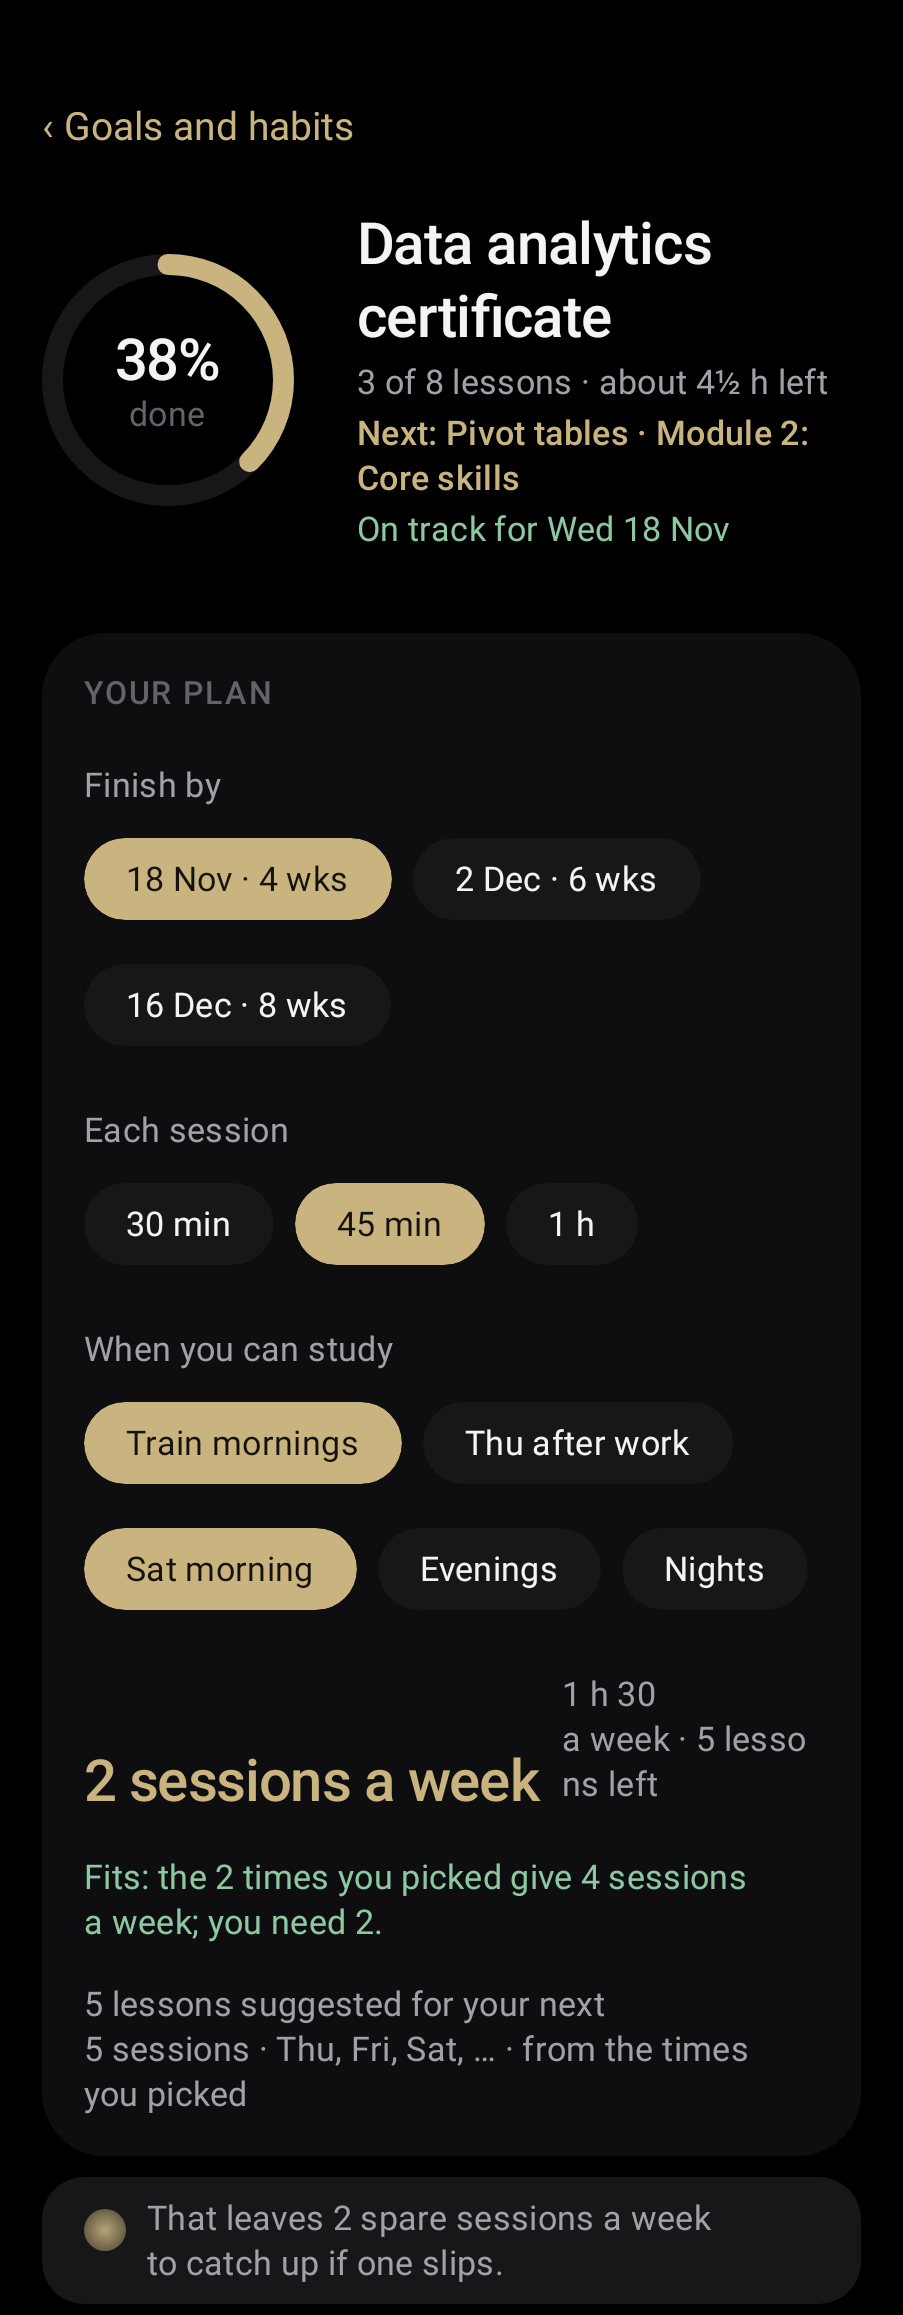 ‹ Goals and habits
38%
done
Data analytics
certificate
3 of 8 lessons · about 4½ h left
Next: Pivot tables · Module 2:
Core skills
On track for Wed 18 Nov
YOUR PLAN
Finish by
18 Nov · 4 wks
2 Dec · 6 wks
16 Dec · 8 wks
Each session
30 min
45 min
1 h
When you can study
Train mornings
Thu after work
Sat morning
Evenings
Nights
2 sessions a week
1 h 30
a week · 5 lesso
ns left
Fits: the 2 times you picked give 4 sessions
a week; you need 2.
5 lessons suggested for your next
5 sessions · Thu, Fri, Sat, … · from the times
you picked
That leaves 2 spare sessions a week
to catch up if one slips.